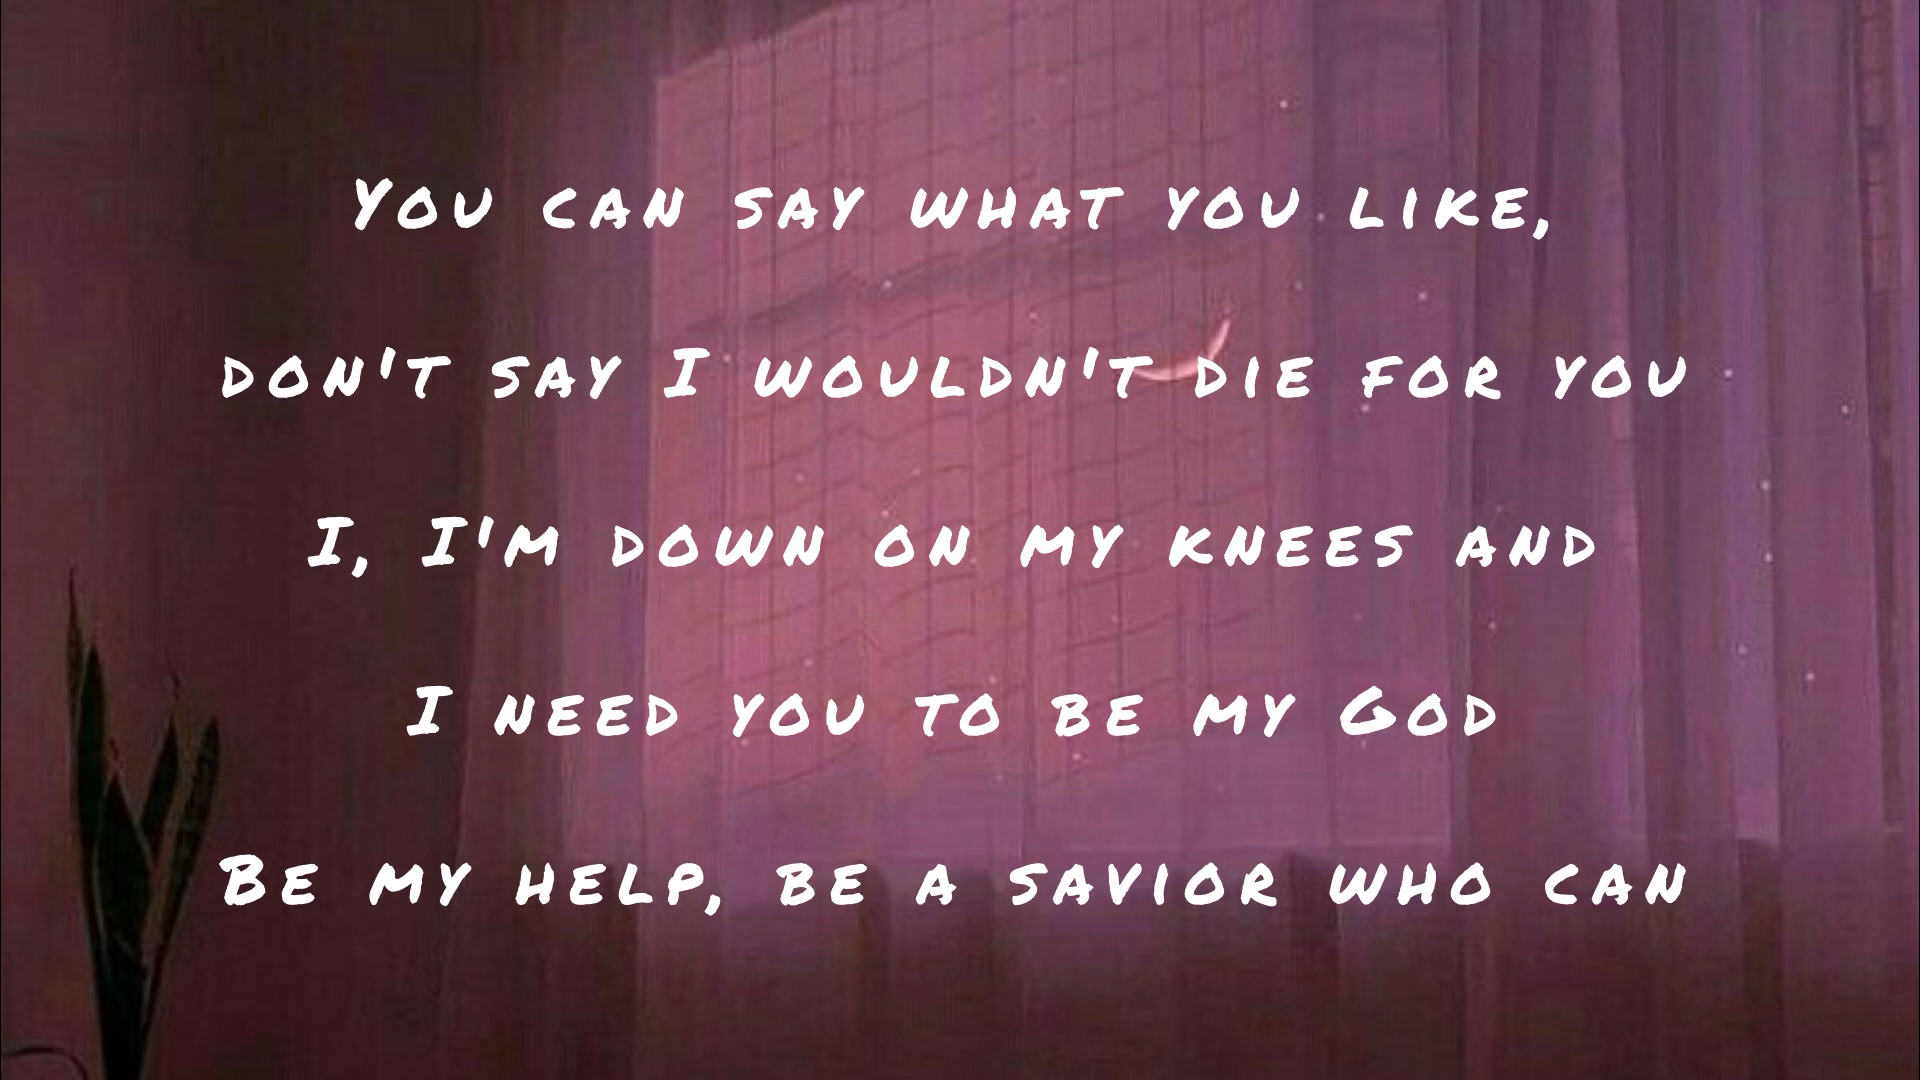 You can say what you like,
don't say I wouldn't die for you
I, I'm down on my knees and
I need you to be my God
Be my help, be a savior who can